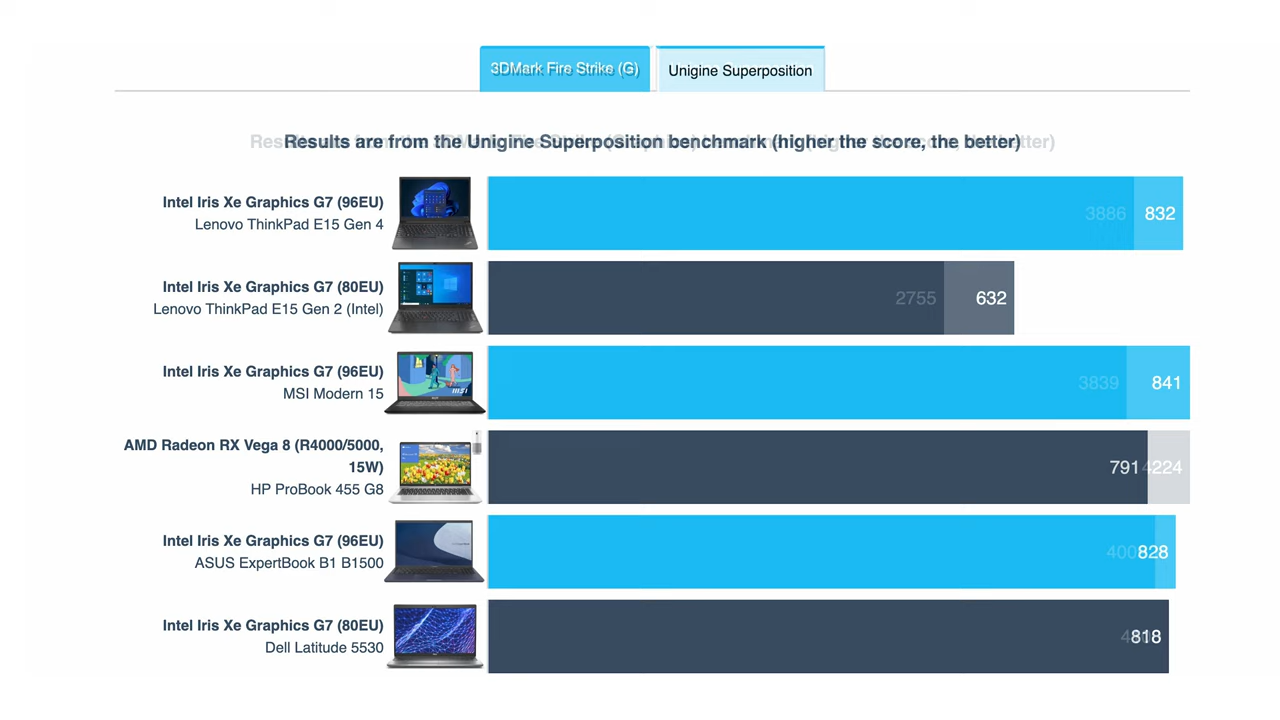 3DMark Fire Strike (G)
Unigine Superposition
Results are from the Unigine Superposition benchmark (higher the score, the better)
Intel Iris Xe Graphics G7 (96EU)
Lenovo ThinkPad E15 Gen 4
3886 832
Intel Iris Xe Graphics G7 (80EU)
Lenovo ThinkPad E15 Gen 2 (Intel)
2755 632
Intel Iris Xe Graphics G7 (96EU)
MSI Modern 15
3839 841
msi
AMD Radeon RX Vega 8 (R4000/5000,
15W)
HP ProBook 455 G8
791 4224
Intel Iris Xe Graphics G7 (96EU)
ASUS ExpertBook B1 B1500
828
Intel Iris Xe Graphics G7 (80EU)
Dell Latitude 5530
818